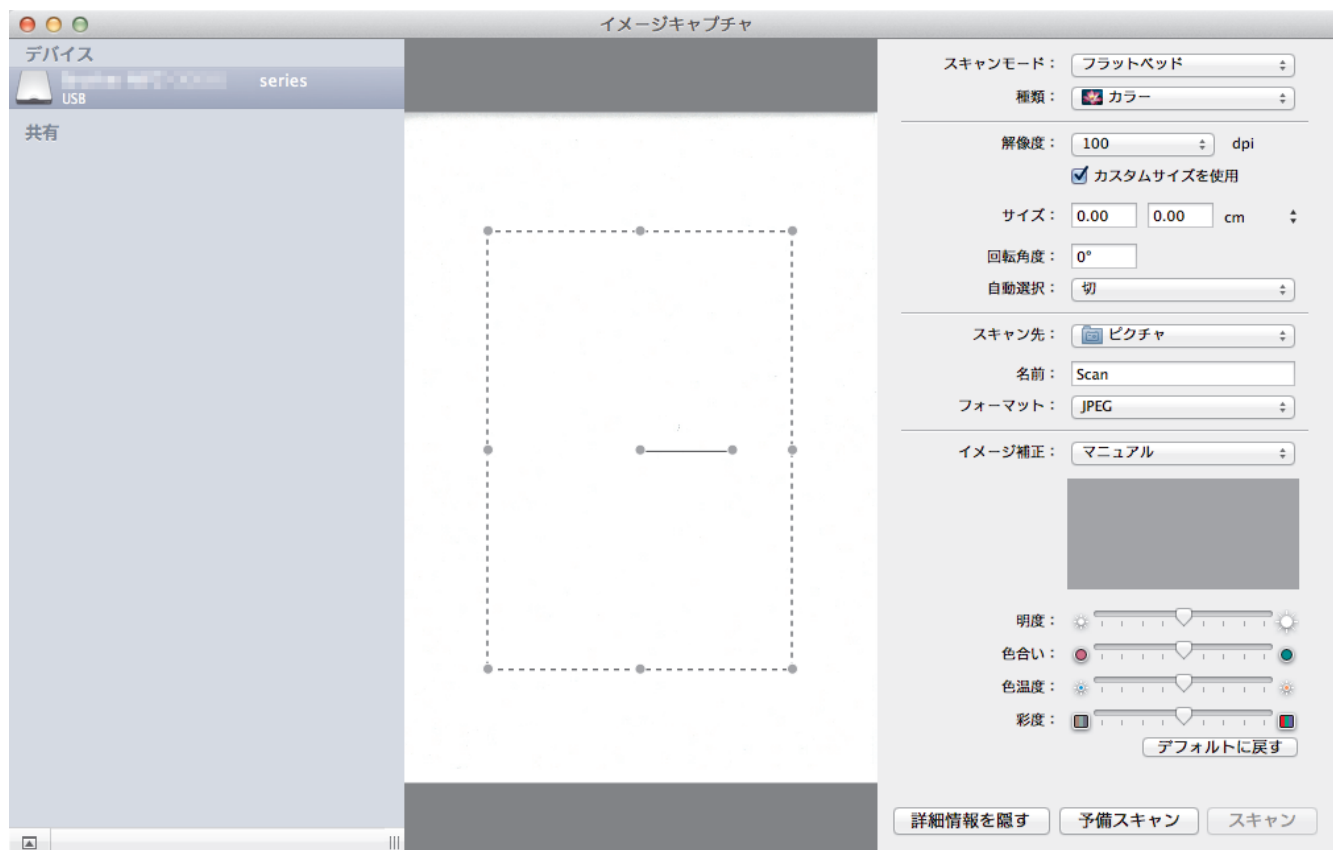 イメージキャプチャ
デバイス
series
USB
共有
スキャンモード： フラットベッド
種類： カラー
解像度： 100 dpi
カスタムサイズを使用
サイズ： 0.00 0.00 cm
回転角度： 0°
自動選択： 切
スキャン先： ピクチャ
名前： Scan
フォーマット： JPEG
イメージ補正： マニュアル
明度：
色合い：
色温度：
彩度：
デフォルトに戻す
詳細情報を隠す 予備スキャン スキャン